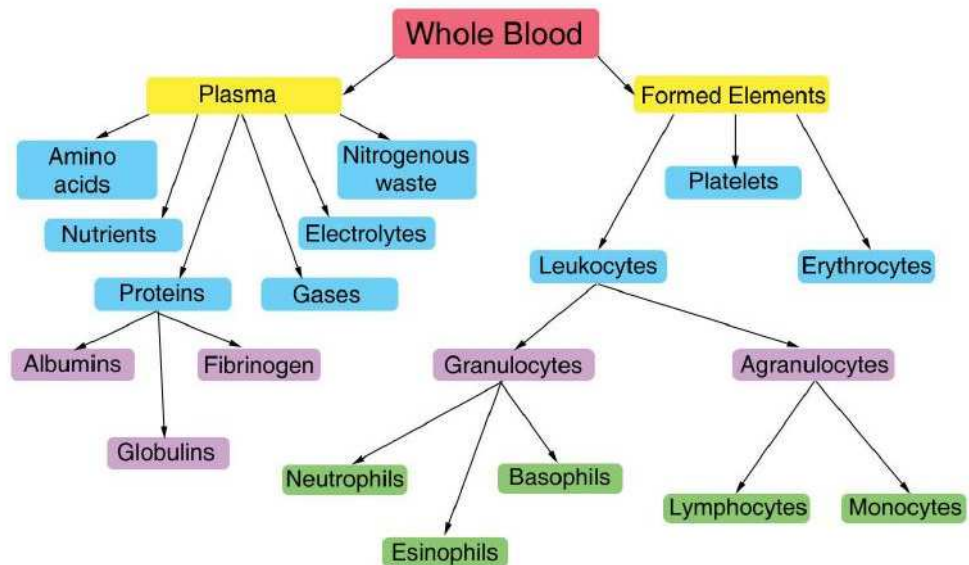 Whole Blood
Plasma
Formed Elements
Amino
acids
Nitrogenous
waste
Platelets
Nutrients
Electrolytes
Leukocytes
Erythrocytes
Proteins
Gases
Albumins
Fibrinogen
Granulocytes
Agranulocytes
Globulins
Neutrophils
Basophils
Lymphocytes
Monocytes
Esinophils